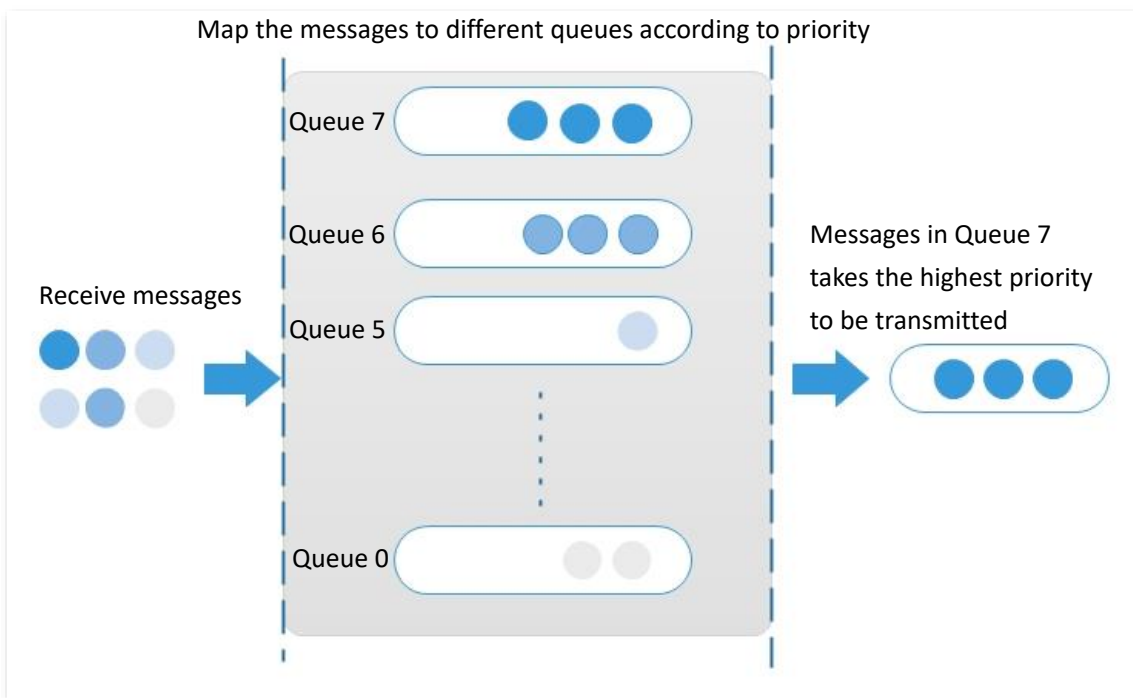 Map the messages to different queues according to priority
Queue 7
Queue 6
Messages in Queue 7
takes the highest priority
to be transmitted
Receive messages
Queue 5
Queue 0